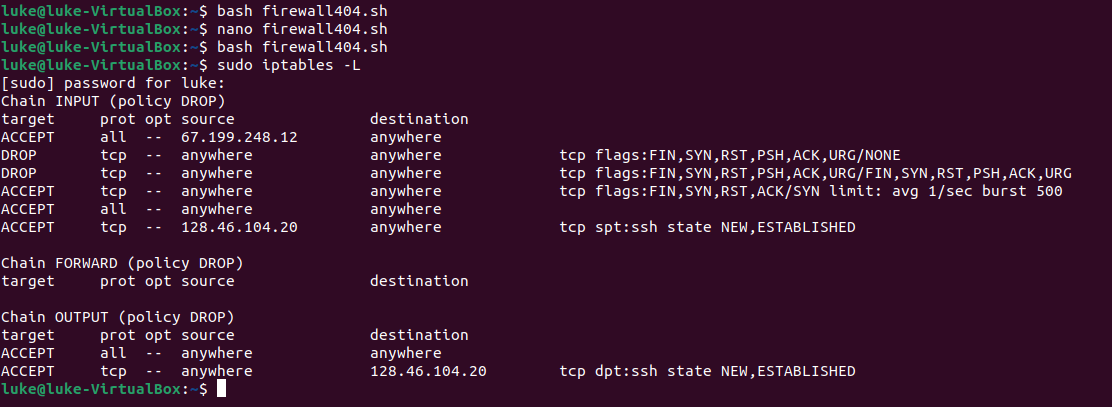 luke@luke-VirtualBox:~$ bash firewall404.sh
luke@luke-VirtualBox:~$ nano firewall404.sh
luke@luke-VirtualBox:~$ bash firewall404.sh
luke@luke-VirtualBox:~$ sudo iptables -L
[sudo] password for luke:
Chain INPUT (policy DROP)
target     prot opt source               destination
ACCEPT     all  --  67.199.248.12        anywhere
DROP       tcp  --  anywhere             anywhere             tcp flags:FIN,SYN,RST,PSH,ACK,URG/NONE
DROP       tcp  --  anywhere             anywhere             tcp flags:FIN,SYN,RST,PSH,ACK,URG/FIN,SYN,RST,PSH,ACK,URG
ACCEPT     tcp  --  anywhere             anywhere             tcp flags:FIN,SYN,RST,ACK/SYN limit: avg 1/sec burst 500
ACCEPT     all  --  anywhere             anywhere
ACCEPT     tcp  --  128.46.104.20        anywhere             tcp spt:ssh state NEW,ESTABLISHED

Chain FORWARD (policy DROP)
target     prot opt source               destination

Chain OUTPUT (policy DROP)
target     prot opt source               destination
ACCEPT     all  --  anywhere             anywhere
ACCEPT     tcp  --  anywhere             128.46.104.20        tcp dpt:ssh state NEW,ESTABLISHED
luke@luke-VirtualBox:~$